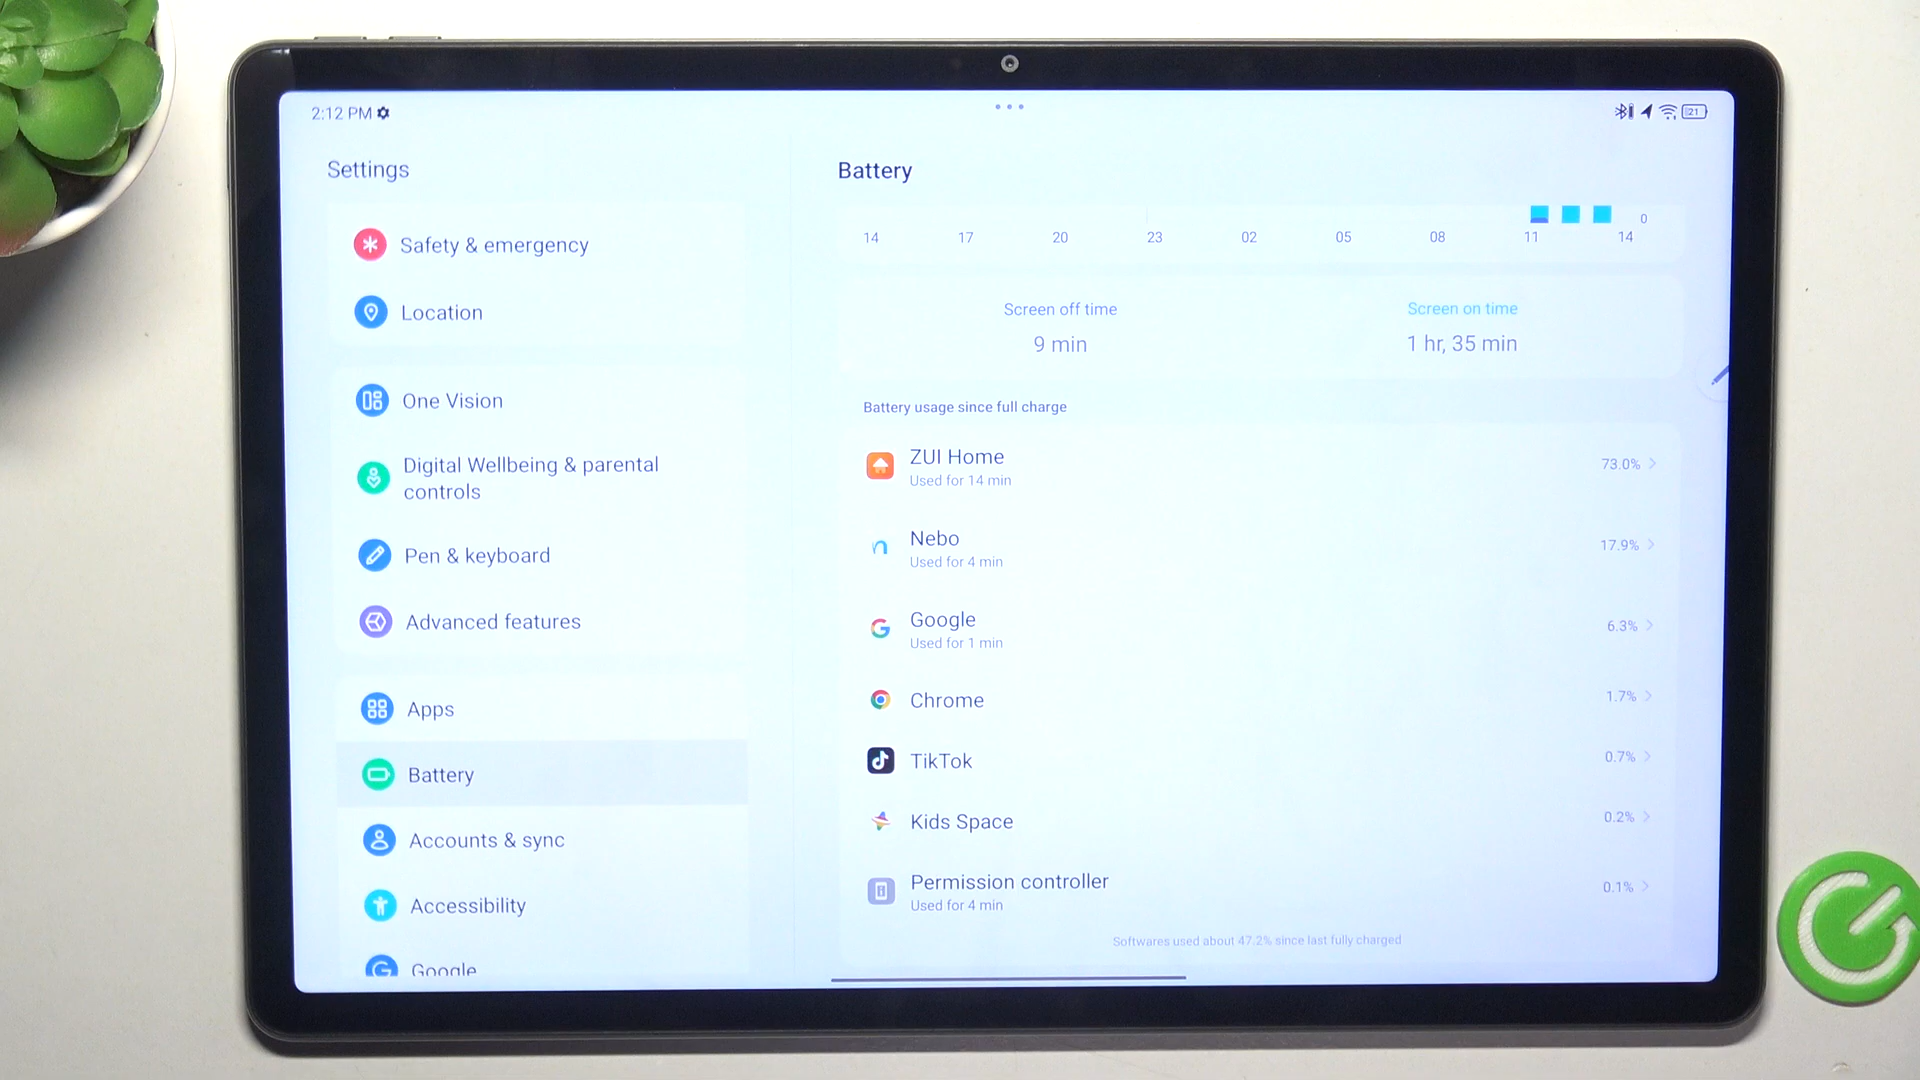 2:12 PM
21
Settings
Safety & emergency
Location
One Vision
Digital Wellbeing & parental
controls
Pen & keyboard
Advanced features
Apps
Battery
Accounts & sync
Accessibility
Google
Battery
0
14 17 20 23 02 05 08 11 14
Screen off time
9 min
Screen on time
1 hr, 35 min
Battery usage since full charge
ZUI Home
Used for 14 min
73.0%
Nebo
Used for 4 min
17.9%
Google
Used for 1 min
6.3%
Chrome
1.7%
TikTok
0.7%
Kids Space
0.2%
Permission controller
Used for 4 min
0.1%
Softwares used about 47.2% since last fully charged